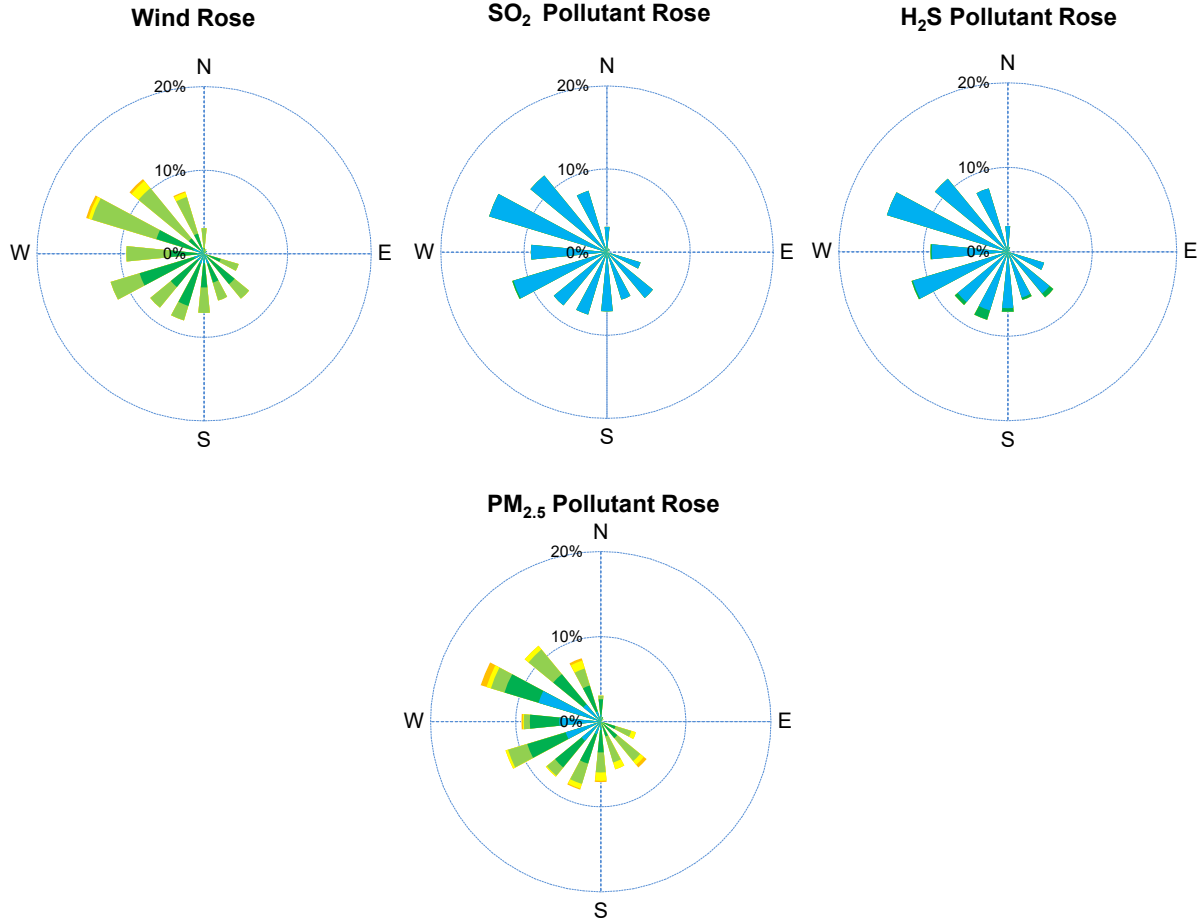 Wind Rose
N
20%
10%
0%
W
E
S
SO2 Pollutant Rose
N
20%
10%
0%
W
E
S
H2S Pollutant Rose
N
20%
10%
0%
W
E
S
PM2.5 Pollutant Rose
N
20%
10%
0%
W
E
S